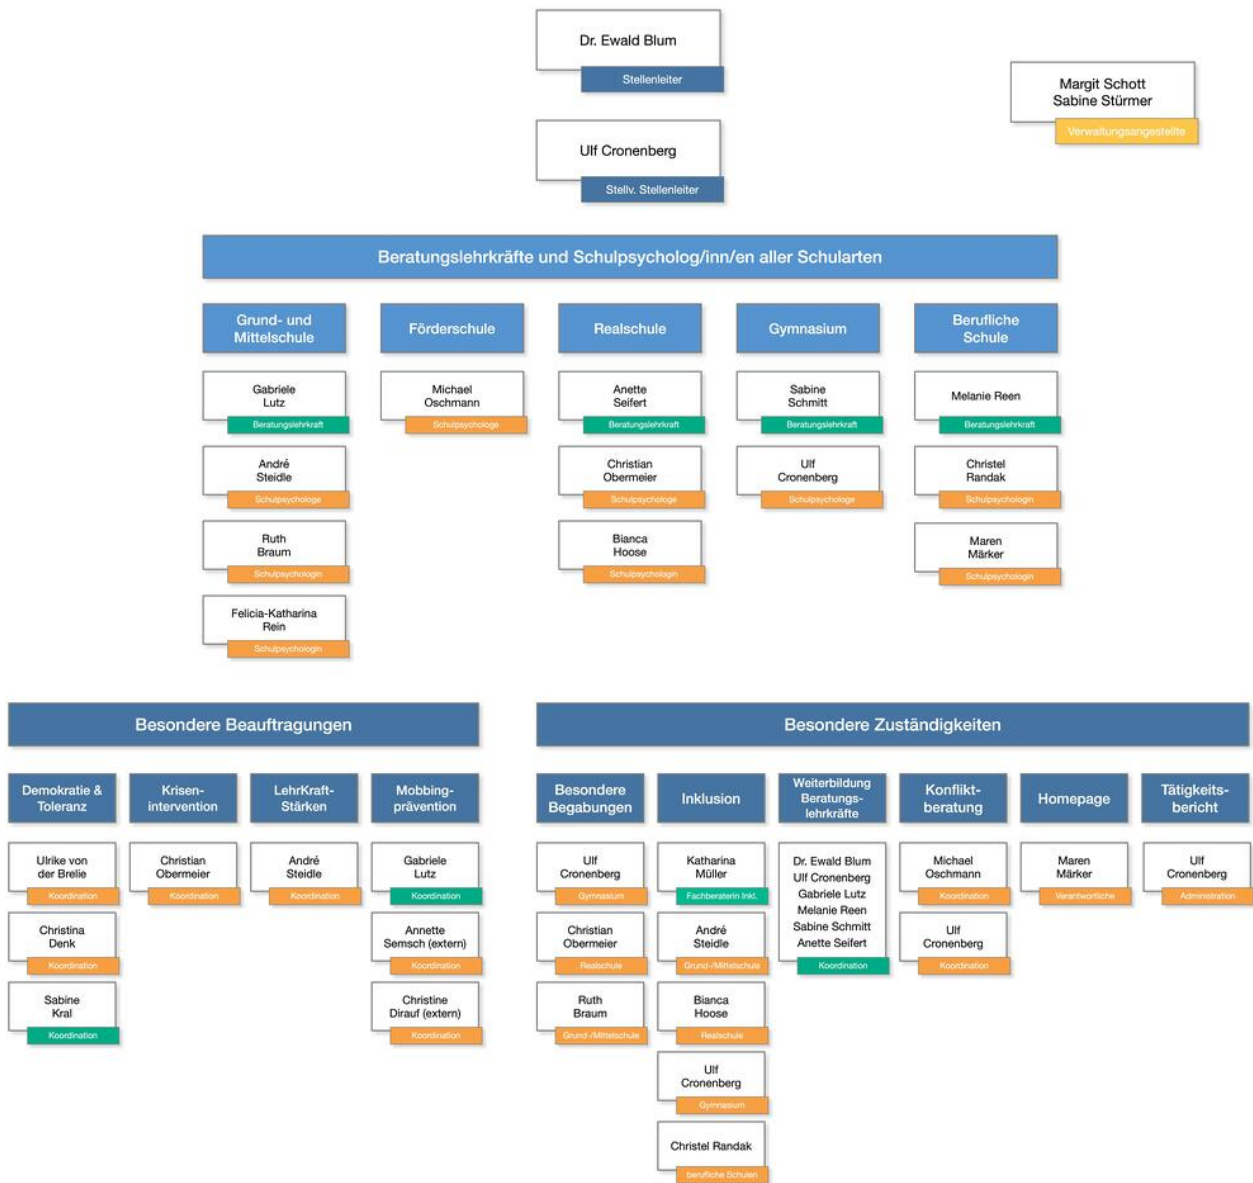 Dr. Ewald Blum
Stellenleiter
Margit Schott
Sabine Stürmer
Verwaltungsangestellte
Ulf Cronenberg
Stellv. Stellenleiter
Beratungslehrkräfte und Schulpsycholog/inn/en aller Schularten
Grund- und
Mittelschule
Gabriele
Lutz
Beratungslehrkraft
André
Steidle
Schulpsychologe
Ruth
Braum
Schulpsychologin
Felicia-Katharina
Rein
Schulpsychologin
Förderschule
Michael
Oschmann
Schulpsychologe
Realschule
Anette
Seifert
Beratungslehrkraft
Christian
Obermeier
Schulpsychologe
Bianca
Hoose
Schulpsychologin
Gymnasium
Sabine
Schmitt
Beratungslehrkraft
Ulf
Cronenberg
Schulpsychologe
Berufliche
Schule
Melanie Reen
Beratungslehrkraft
Christel
Randak
Schulpsychologin
Maren
Märker
Schulpsychologin
Besondere Beauftragungen
Demokratie &
Toleranz
Ulrike von
der Brelie
Koordination
Christina
Denk
Koordination
Sabine
Kral
Koordination
Krisen-
intervention
Christian
Obermeier
Koordination
LehrKraft-
Stärken
André
Steidle
Koordination
Mobbing-
prävention
Gabriele
Lutz
Koordination
Annette
Semsch (extern)
Koordination
Christine
Dirauf (extern)
Koordination
Besondere Zuständigkeiten
Besondere
Begabungen
Ulf
Cronenberg
Gymnasium
Christian
Obermeier
Realschule
Ruth
Braum
Grund-/Mittelschule
Inklusion
Katharina
Müller
Fachberaterin Inkl.
André
Steidle
Grund-/Mittelschule
Bianca
Hoose
Realschule
Ulf
Cronenberg
Gymnasium
Christel Randak
berufliche Schulen
Weiterbildung
Beratungs-
lehrkräfte
Dr. Ewald Blum
Ulf Cronenberg
Gabriele Lutz
Melanie Reen
Sabine Schmitt
Anette Seifert
Koordination
Konflikt-
beratung
Michael
Oschmann
Koordination
Ulf
Cronenberg
Koordination
Homepage
Maren
Märker
Verantwortliche
Tätigkeits-
bericht
Ulf
Cronenberg
Administration